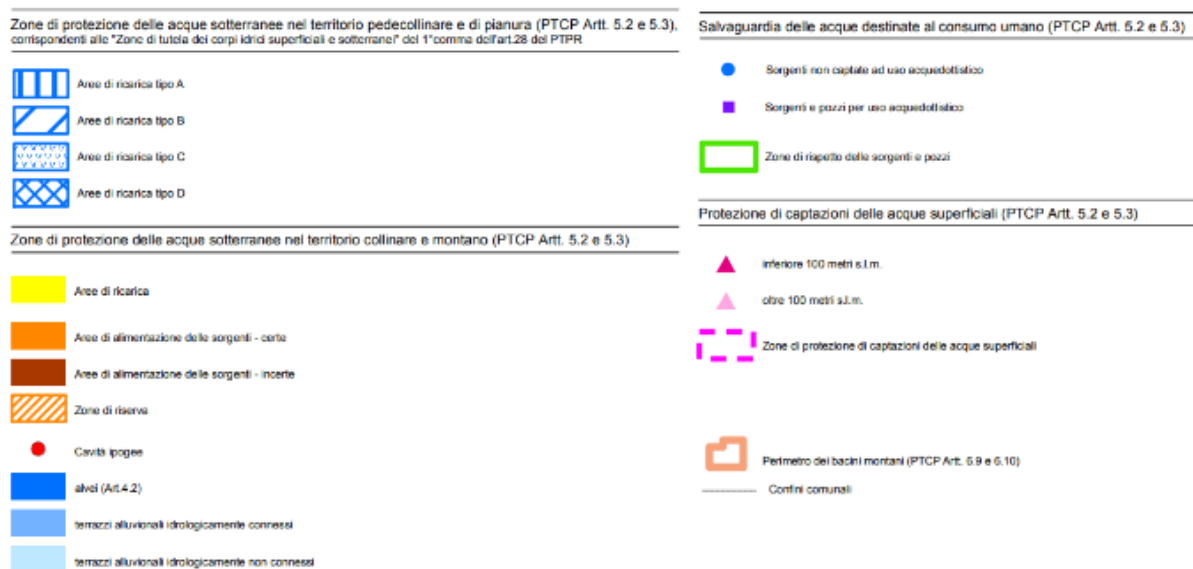 Zone di protezione delle acque sotterranee nel territorio pedecollinare e di pianura (PTCP Artt. 5.2 e 5.3),
corrispondenti alle "Zone di tutela dei corpi idrici superficiali e sotterranei" del 1°comma dell'art.28 del PTPR
Aree di ricarica tipo A
Aree di ricarica tipo B
Aree di ricarica tipo C
Aree di ricarica tipo D
Zone di protezione delle acque sotterranee nel territorio collinare e montano (PTCP Artt. 5.2 e 5.3)
Aree di ricarica
Aree di alimentazione delle sorgenti - certe
Aree di alimentazione delle sorgenti - incerte
Zone di riserva
Cavità ipogee
alvei (Art.4.2)
terrazzi alluvionali idrologicamente connessi
terrazzi alluvionali idrologicamente non connessi
Salvaguardia delle acque destinate al consumo umano (PTCP Artt. 5.2 e 5.3)
Sorgenti non captate ad uso acquedottistico
Sorgenti e pozzi per uso acquedottistico
Zone di rispetto delle sorgenti e pozzi
Protezione di captazioni delle acque superficiali (PTCP Artt. 5.2 e 5.3)
inferiore 100 metri s.l.m.
oltre 100 metri s.l.m.
Zone di protezione di captazioni delle acque superficiali
Perimetro dei bacini montani (PTCP Artt. 6.9 e 6.10)
Confini comunali